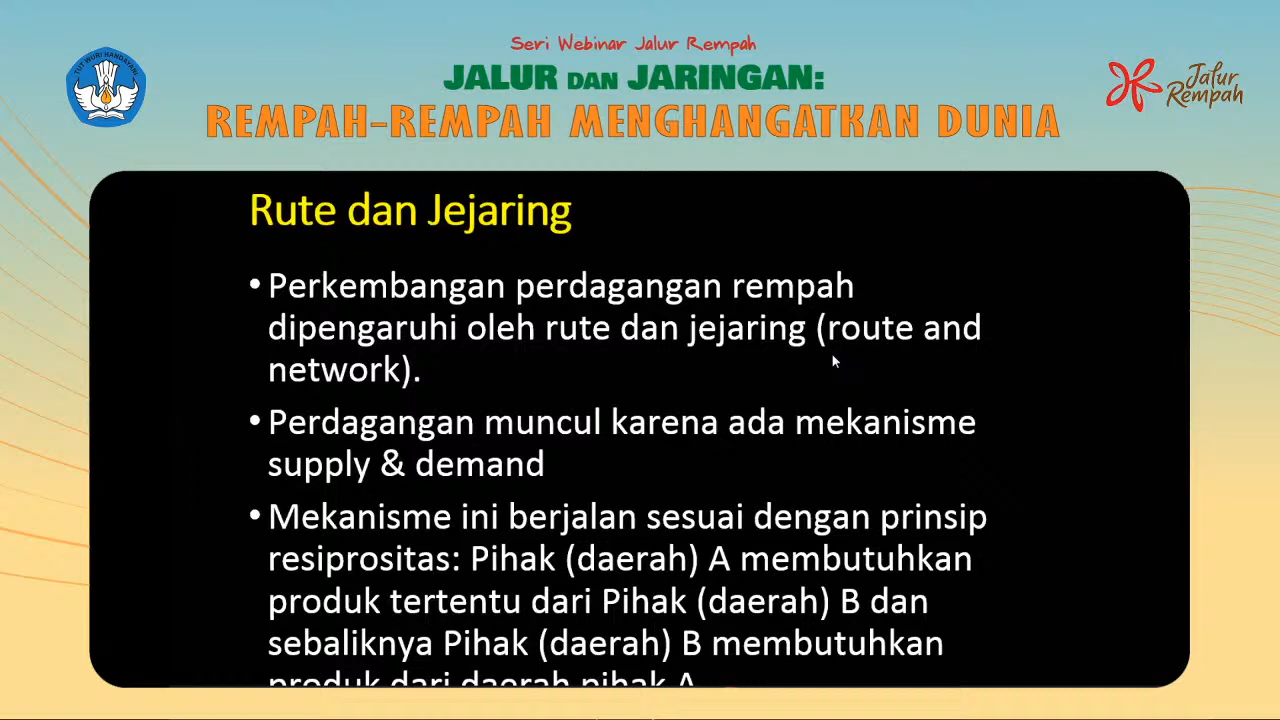 Seri Webinar Jalur Rempah
JALUR DAN JARINGAN:
REMPAH-REMPAH MENGHANGATKAN DUNIA
TUT WURI HANDAYANI
Jalur
Rempah
Rute dan Jejaring
• Perkembangan perdagangan rempah
dipengaruhi oleh rute dan jejaring (route and
network).
• Perdagangan muncul karena ada mekanisme
supply & demand
• Mekanisme ini berjalan sesuai dengan prinsip
resiprositas: Pihak (daerah) A membutuhkan
produk tertentu dari Pihak (daerah) B dan
sebaliknya Pihak (daerah) B membutuhkan
produk dari daerah pihak A